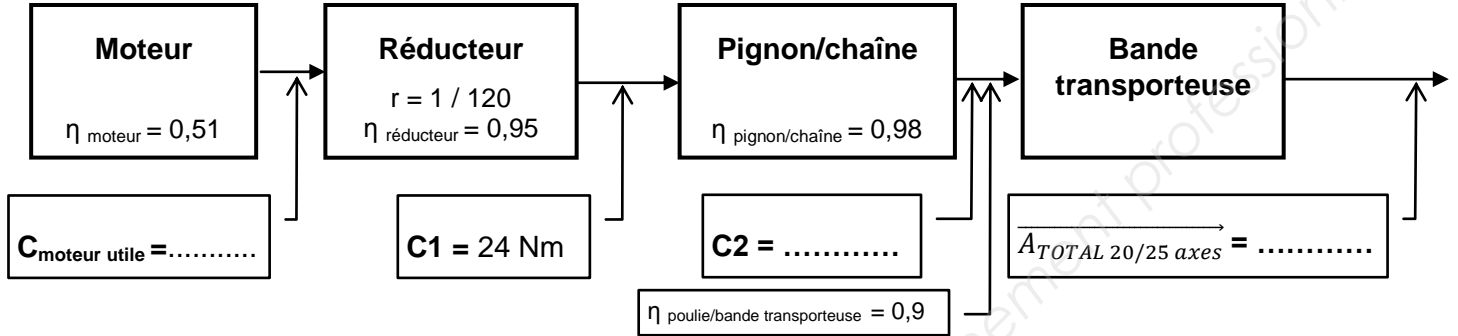 Moteur
η moteur = 0,51
Réducteur
r = 1 / 120
η réducteur = 0,95
Pignon/chaîne
η pignon/chaîne = 0,98
Bande
transporteuse
C moteur utile =...........
C1 = 24 Nm
C2 = ............
A TOTAL 20/25 axes = ............
η poulie/bande transporteuse = 0,9